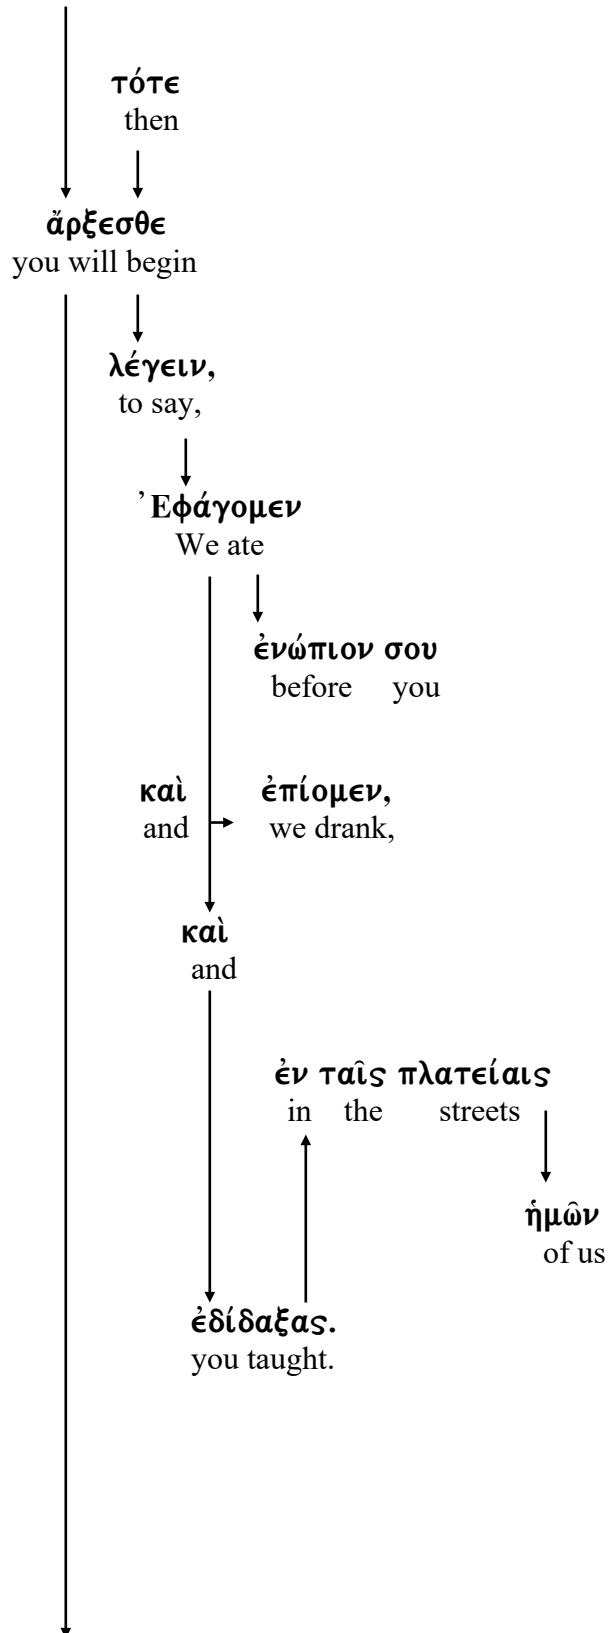 τότε
then
ἄρξεσθε
you will begin
λέγειν,
to say,
Ἐφάγομεν
We ate
ἐνώπιον σου
before you
καὶ ἐπίομεν,
and we drank,
καὶ
and
ἐν ταῖς πλατείαις
in the streets
ἡμῶν
of us
ἐδίδαξας.
you taught.